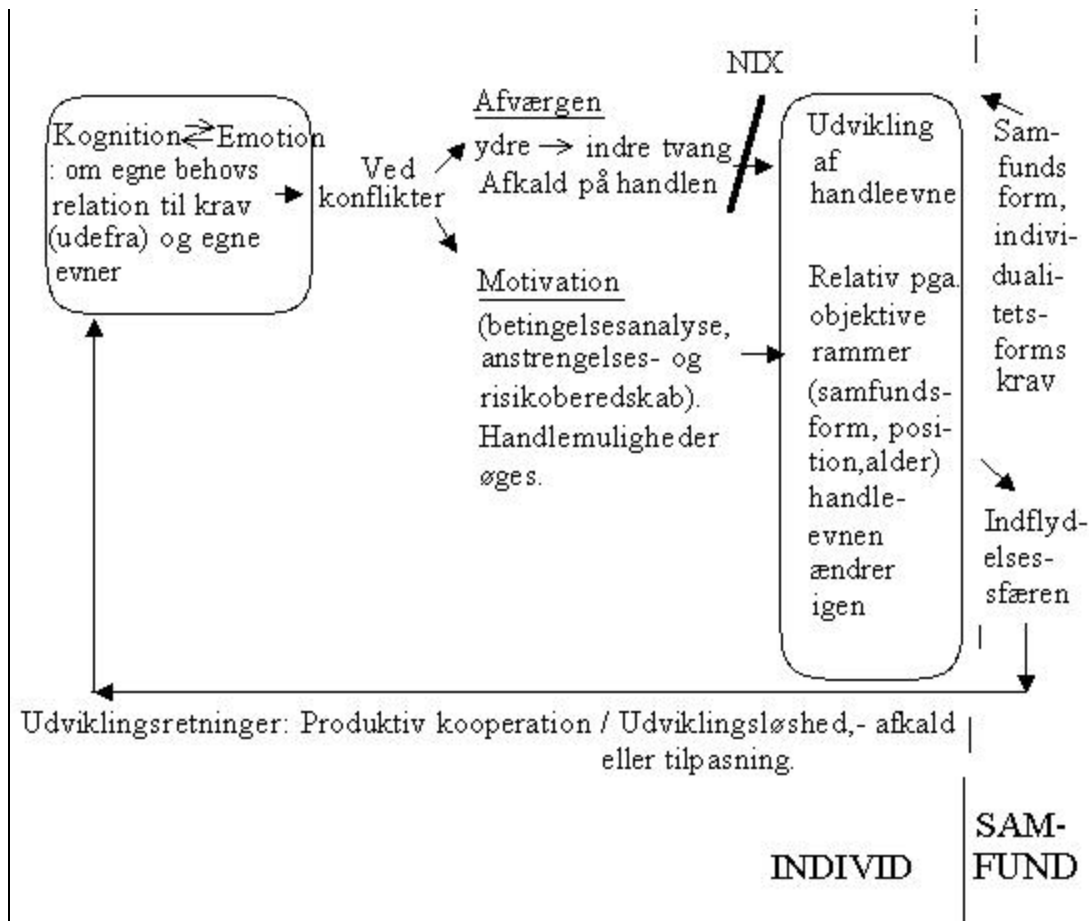 Kognition ⇄ Emotion
: om egne behovs
relation til krav
(udefra) og egne
evner
Ved
konflikter
Afværgen
ydre → indre tvang
Afkald på handlen
NIX
Motivation
(betingelsesanalyse,
anstrengelses- og
risikoberedskab).
Handlemuligheder
øges.
Udvikling
af
handleevne
Relativ pga.
objektive
rammer
(samfunds-
form, posi-
tion,alder)
handle-
evnen
ændrer
igen
Sam-
funds
form,
indivi-
duali-
tets-
forms
krav
Indflyd-
elses-
sfæren
Udviklingsretninger: Produktiv kooperation / Udviklingsløshed,- afkald
eller tilpasning.
INDIVID
SAM-
FUND